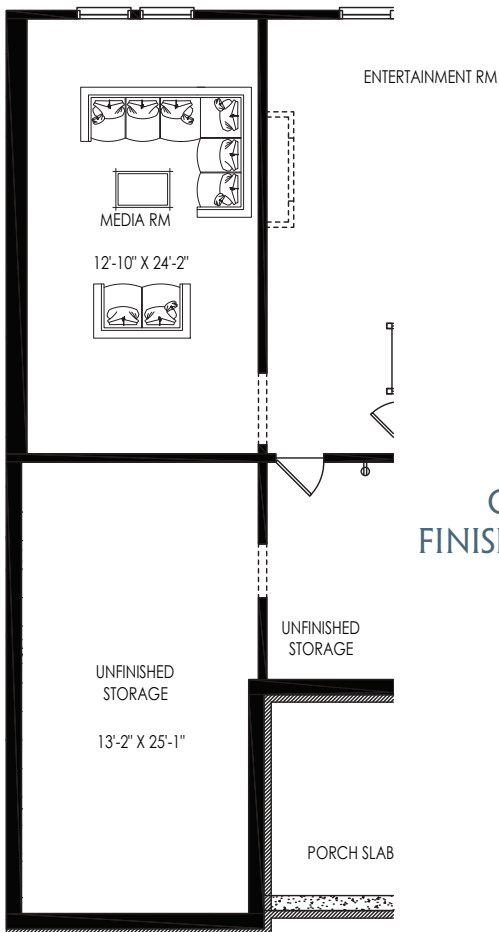 ENTERTAINMENT RM
MEDIA RM
12'-10" X 24'-2"
UNFINISHED
STORAGE
UNFINISHED
STORAGE
13'-2" X 25'-1"
PORCH SLAB